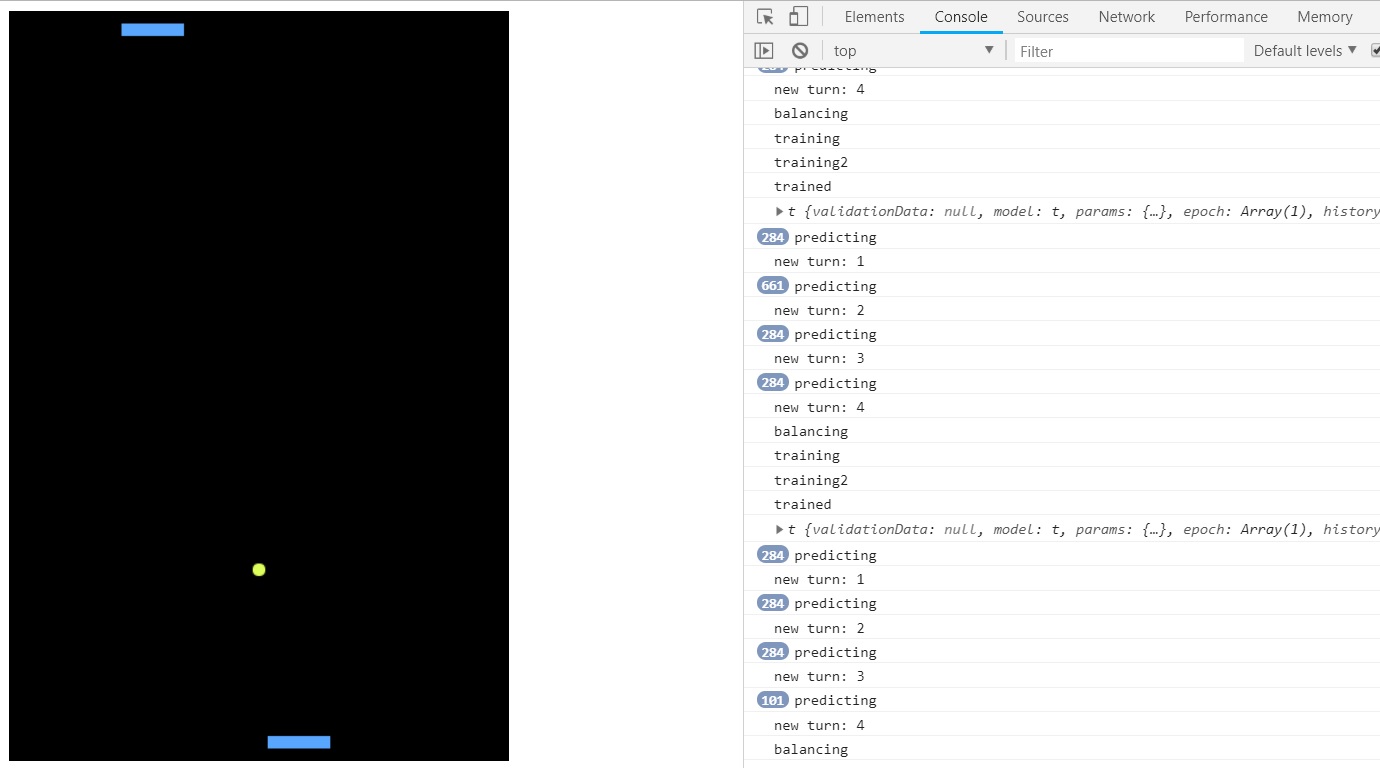 Elements Console Sources Network Performance Memory
top Filter Default levels
predicting
new turn: 4
balancing
training
training2
trained
t {validationData: null, model: t, params: {…}, epoch: Array(1), history
284 predicting
new turn: 1
661 predicting
new turn: 2
284 predicting
new turn: 3
284 predicting
new turn: 4
balancing
training
training2
trained
t {validationData: null, model: t, params: {…}, epoch: Array(1), history
284 predicting
new turn: 1
284 predicting
new turn: 2
284 predicting
new turn: 3
101 predicting
new turn: 4
balancing